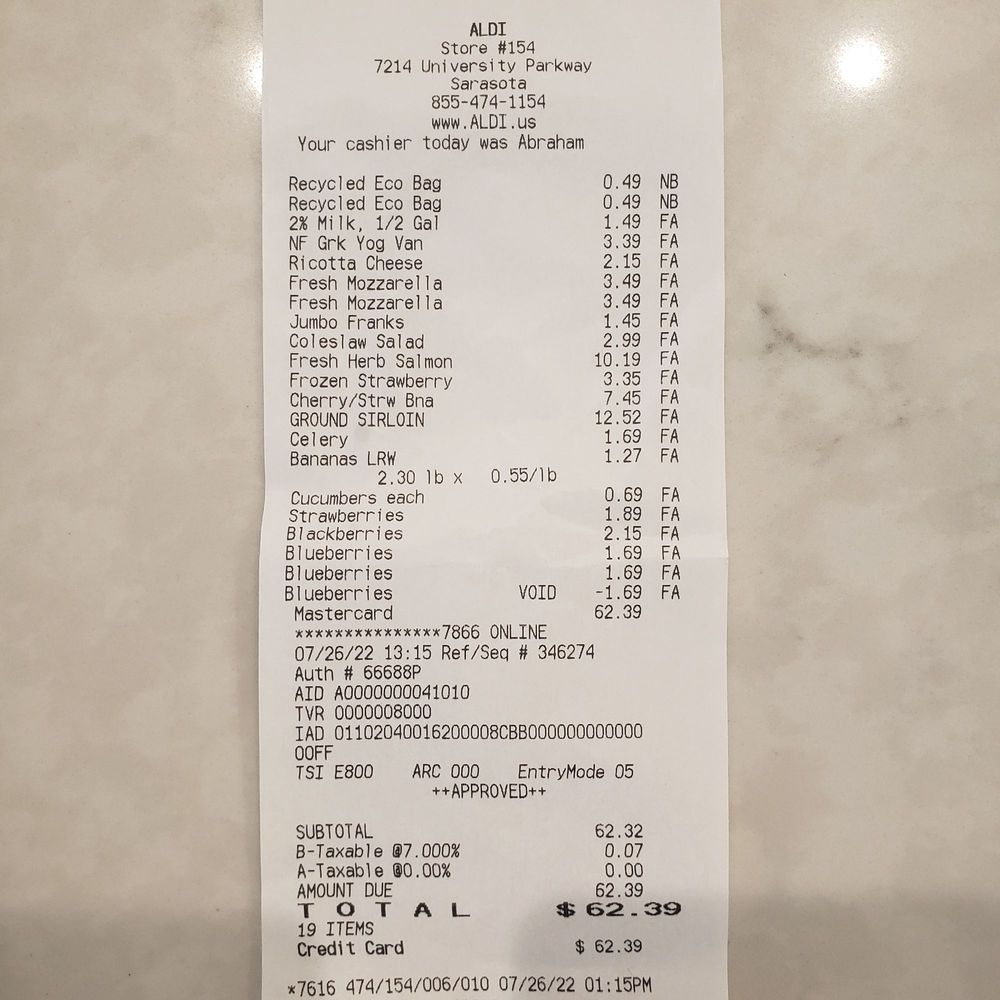 ALDI
Store #154
7214 University Parkway
Sarasota
855-474-1154
www.ALDI.us
Your cashier today was Abraham
Recycled Eco Bag 0.49 NB
Recycled Eco Bag 0.49 NB
2% Milk, 1/2 Gal 1.49 FA
NF Grk Yog Van 3.39 FA
Ricotta Cheese 2.15 FA
Fresh Mozzarella 3.49 FA
Fresh Mozzarella 3.49 FA
Jumbo Franks 1.45 FA
Coleslaw Salad 2.99 FA
Fresh Herb Salmon 10.19 FA
Frozen Strawberry 3.35 FA
Cherry/Strw Bna 7.45 FA
GROUND SIRLOIN 12.52 FA
Celery 1.69 FA
Bananas LRW 1.27 FA
2.30 lb x 0.55/lb
Cucumbers each 0.69 FA
Strawberries 1.89 FA
Blackberries 2.15 FA
Blueberries 1.69 FA
Blueberries 1.69 FA
Blueberries VOID -1.69 FA
Mastercard 62.39
***************7866 ONLINE
07/26/22 13:15 Ref/Seq # 346274
Auth # 66688P
AID A0000000041010
TVR 0000008000
IAD 01102040016200008CBB000000000000
00FF
TSI E800 ARC 000 EntryMode 05
++APPROVED++
SUBTOTAL 62.32
B-Taxable @7.000% 0.07
A-Taxable @0.00% 0.00
AMOUNT DUE 62.39
TOTAL $62.39
19 ITEMS
Credit Card $ 62.39
*7616 474/154/006/010 07/26/22 01:15PM